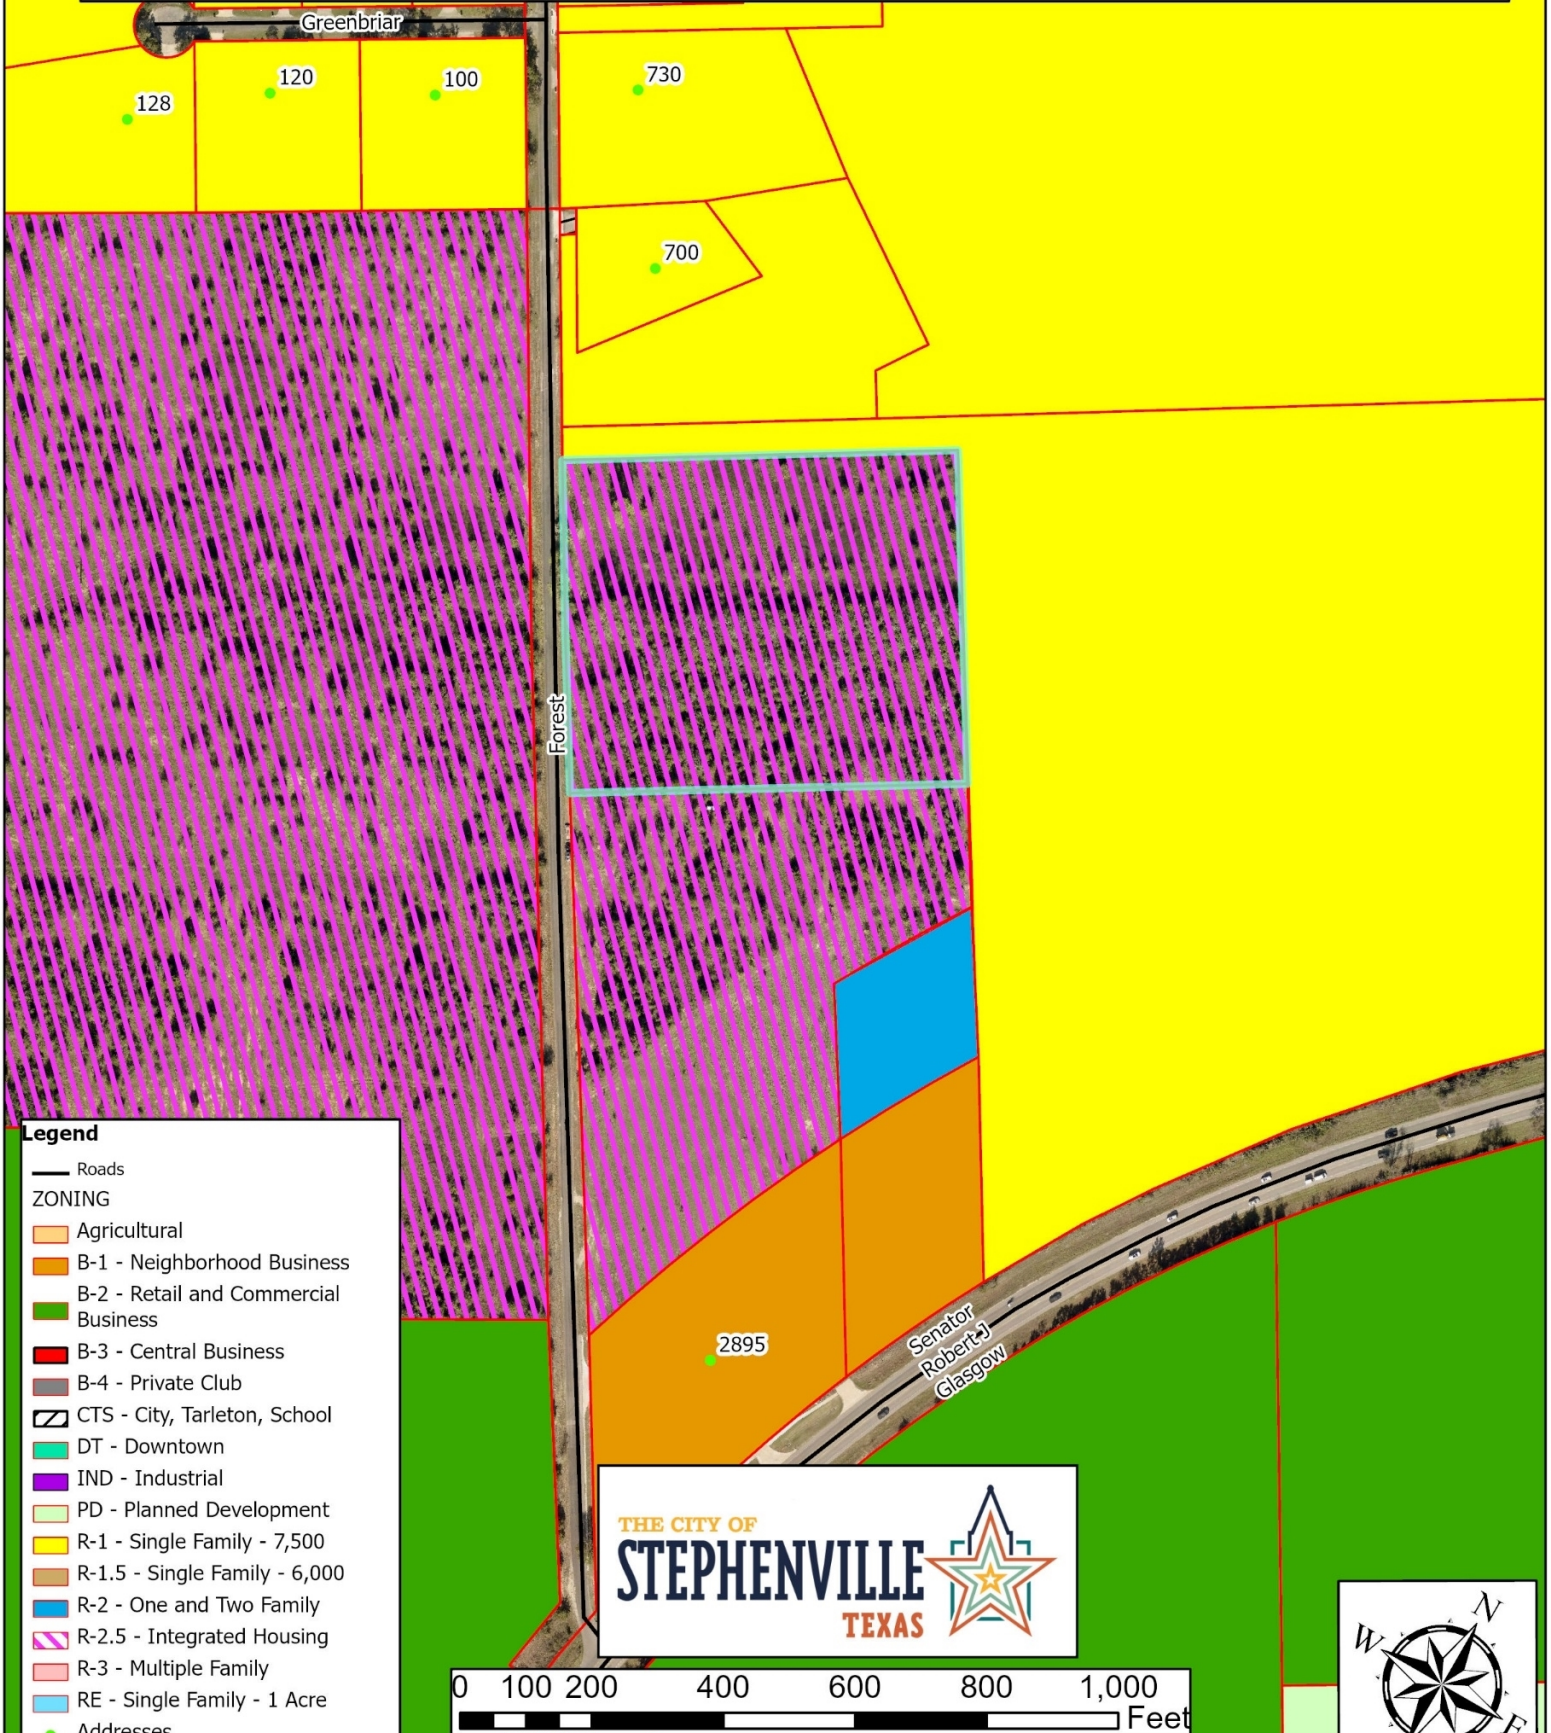 Greenbriar
128
120
100
730
700
Forest
2895
Senator
Robert J
Glasgow
Legend
Roads
ZONING
Agricultural
B-1 - Neighborhood Business
B-2 - Retail and Commercial
Business
B-3 - Central Business
B-4 - Private Club
CTS - City, Tarleton, School
DT - Downtown
IND - Industrial
PD - Planned Development
R-1 - Single Family - 7,500
R-1.5 - Single Family - 6,000
R-2 - One and Two Family
R-2.5 - Integrated Housing
R-3 - Multiple Family
RE - Single Family - 1 Acre
Addresses
THE CITY OF
STEPHENVILLE
TEXAS
0 100 200 400 600 800 1,000
Feet
N
W
E